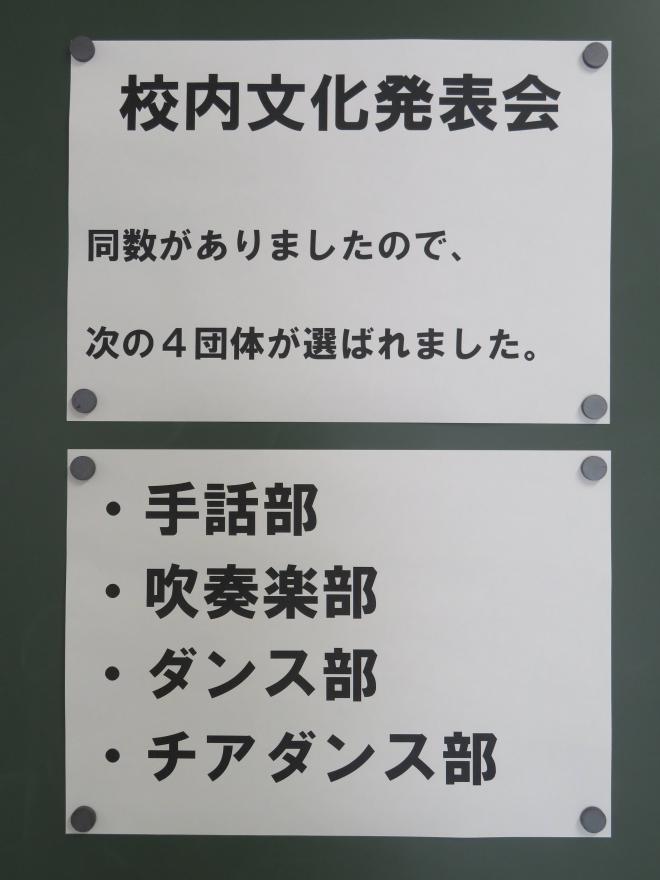 校内文化発表会
同数がありましたので、
次の４団体が選ばれました。
・手話部
・吹奏楽部
・ダンス部
・チアダンス部